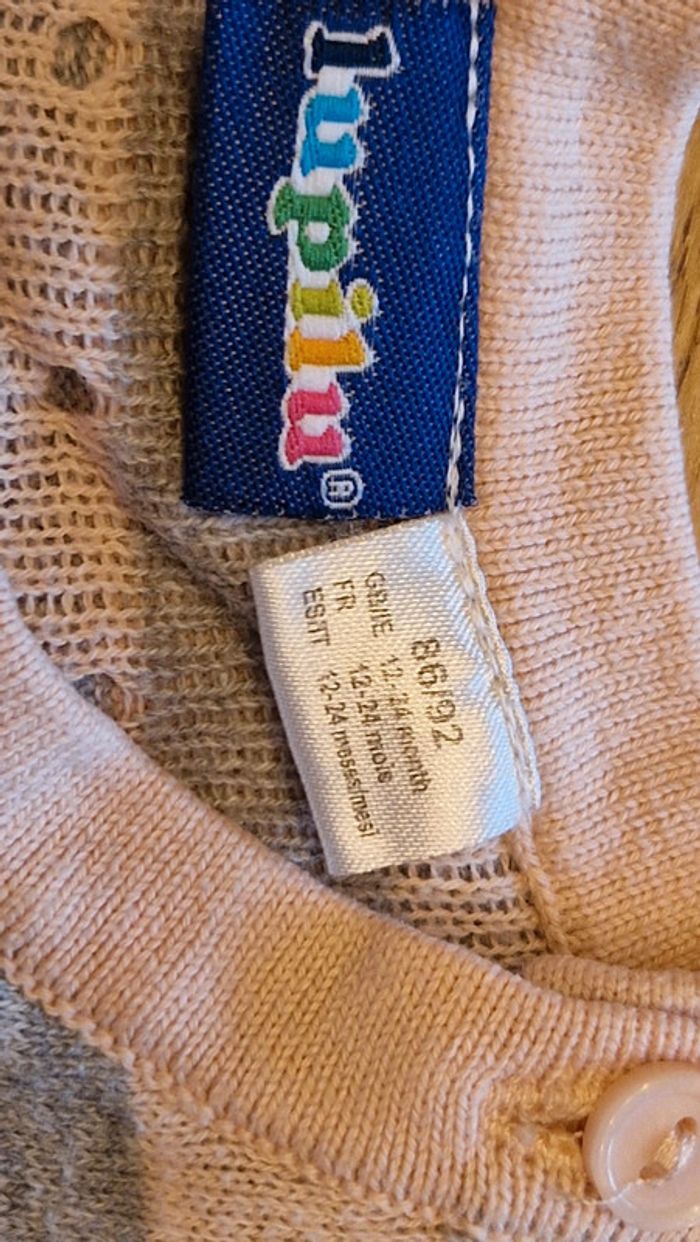 lupilu®
86/92
GB/IE 12-24 month
FR 12-24 mois
ES/IT 12-24 meses/mesi